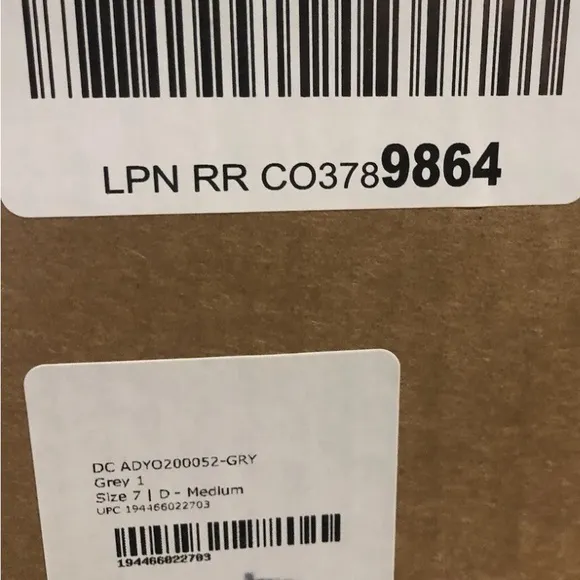 LPN RR CO3789864
DC ADYO200052-GRY
Grey 1
Size 7 | D - Medium
UPC 194466022703
194466022703